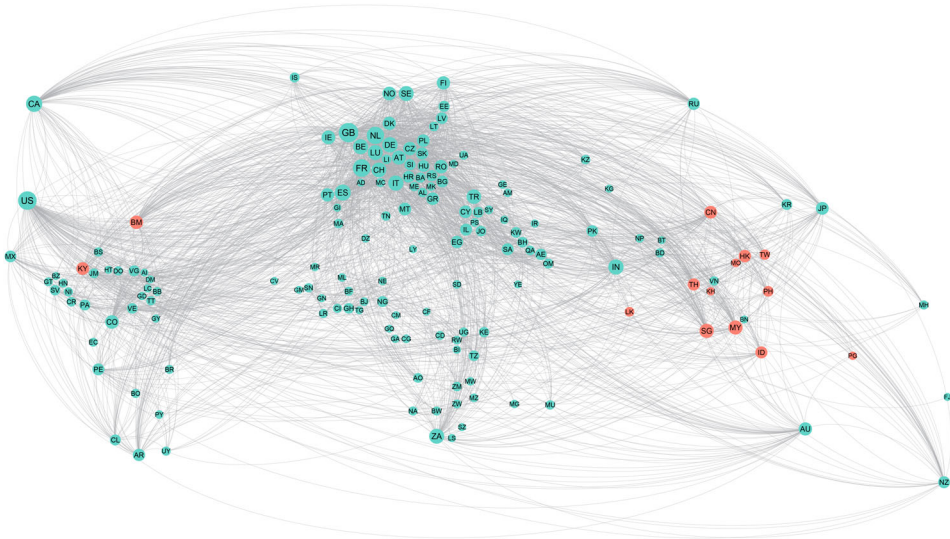 IS
FI
NO
SE
CA
RU
EE
LV
DK
LT
GB
IE
NL
PL
BE
DE
CZ
UA
LU
SK
LI
AT
MD
KZ
SI
HU
RO
FR
CH
HR
BA
RS
BG
AD
MC
IT
ME
MK
GE
KG
AL
AM
US
PT
ES
GR
TR
GI
MT
CY
LB
SY
KR
JP
TN
CN
BM
MA
PS
IQ
IR
IL
JO
KW
PK
DZ
EG
BH
NP
BT
LY
SA
QA
AE
BD
MX
BS
HK
TW
OM
MO
KY
HT
DO
VG
AI
MR
IN
BZ
JM
GT
HN
DM
CV
ML
NE
SD
YE
TH
VN
SV
NI
LC
GM
SN
BF
KH
PH
GD
BB
CR
PA
TT
GN
BJ
NG
MH
VE
CI
GH
TG
LK
CO
GY
LR
CM
CF
BN
SG
MY
GQ
UG
KE
EC
GA
CG
CD
RW
BI
ID
TZ
PG
PE
BR
AO
MW
ZM
BO
MZ
FJ
ZW
MG
MU
PY
NA
BW
SZ
AU
CL
ZA
LS
AR
UY
NZ